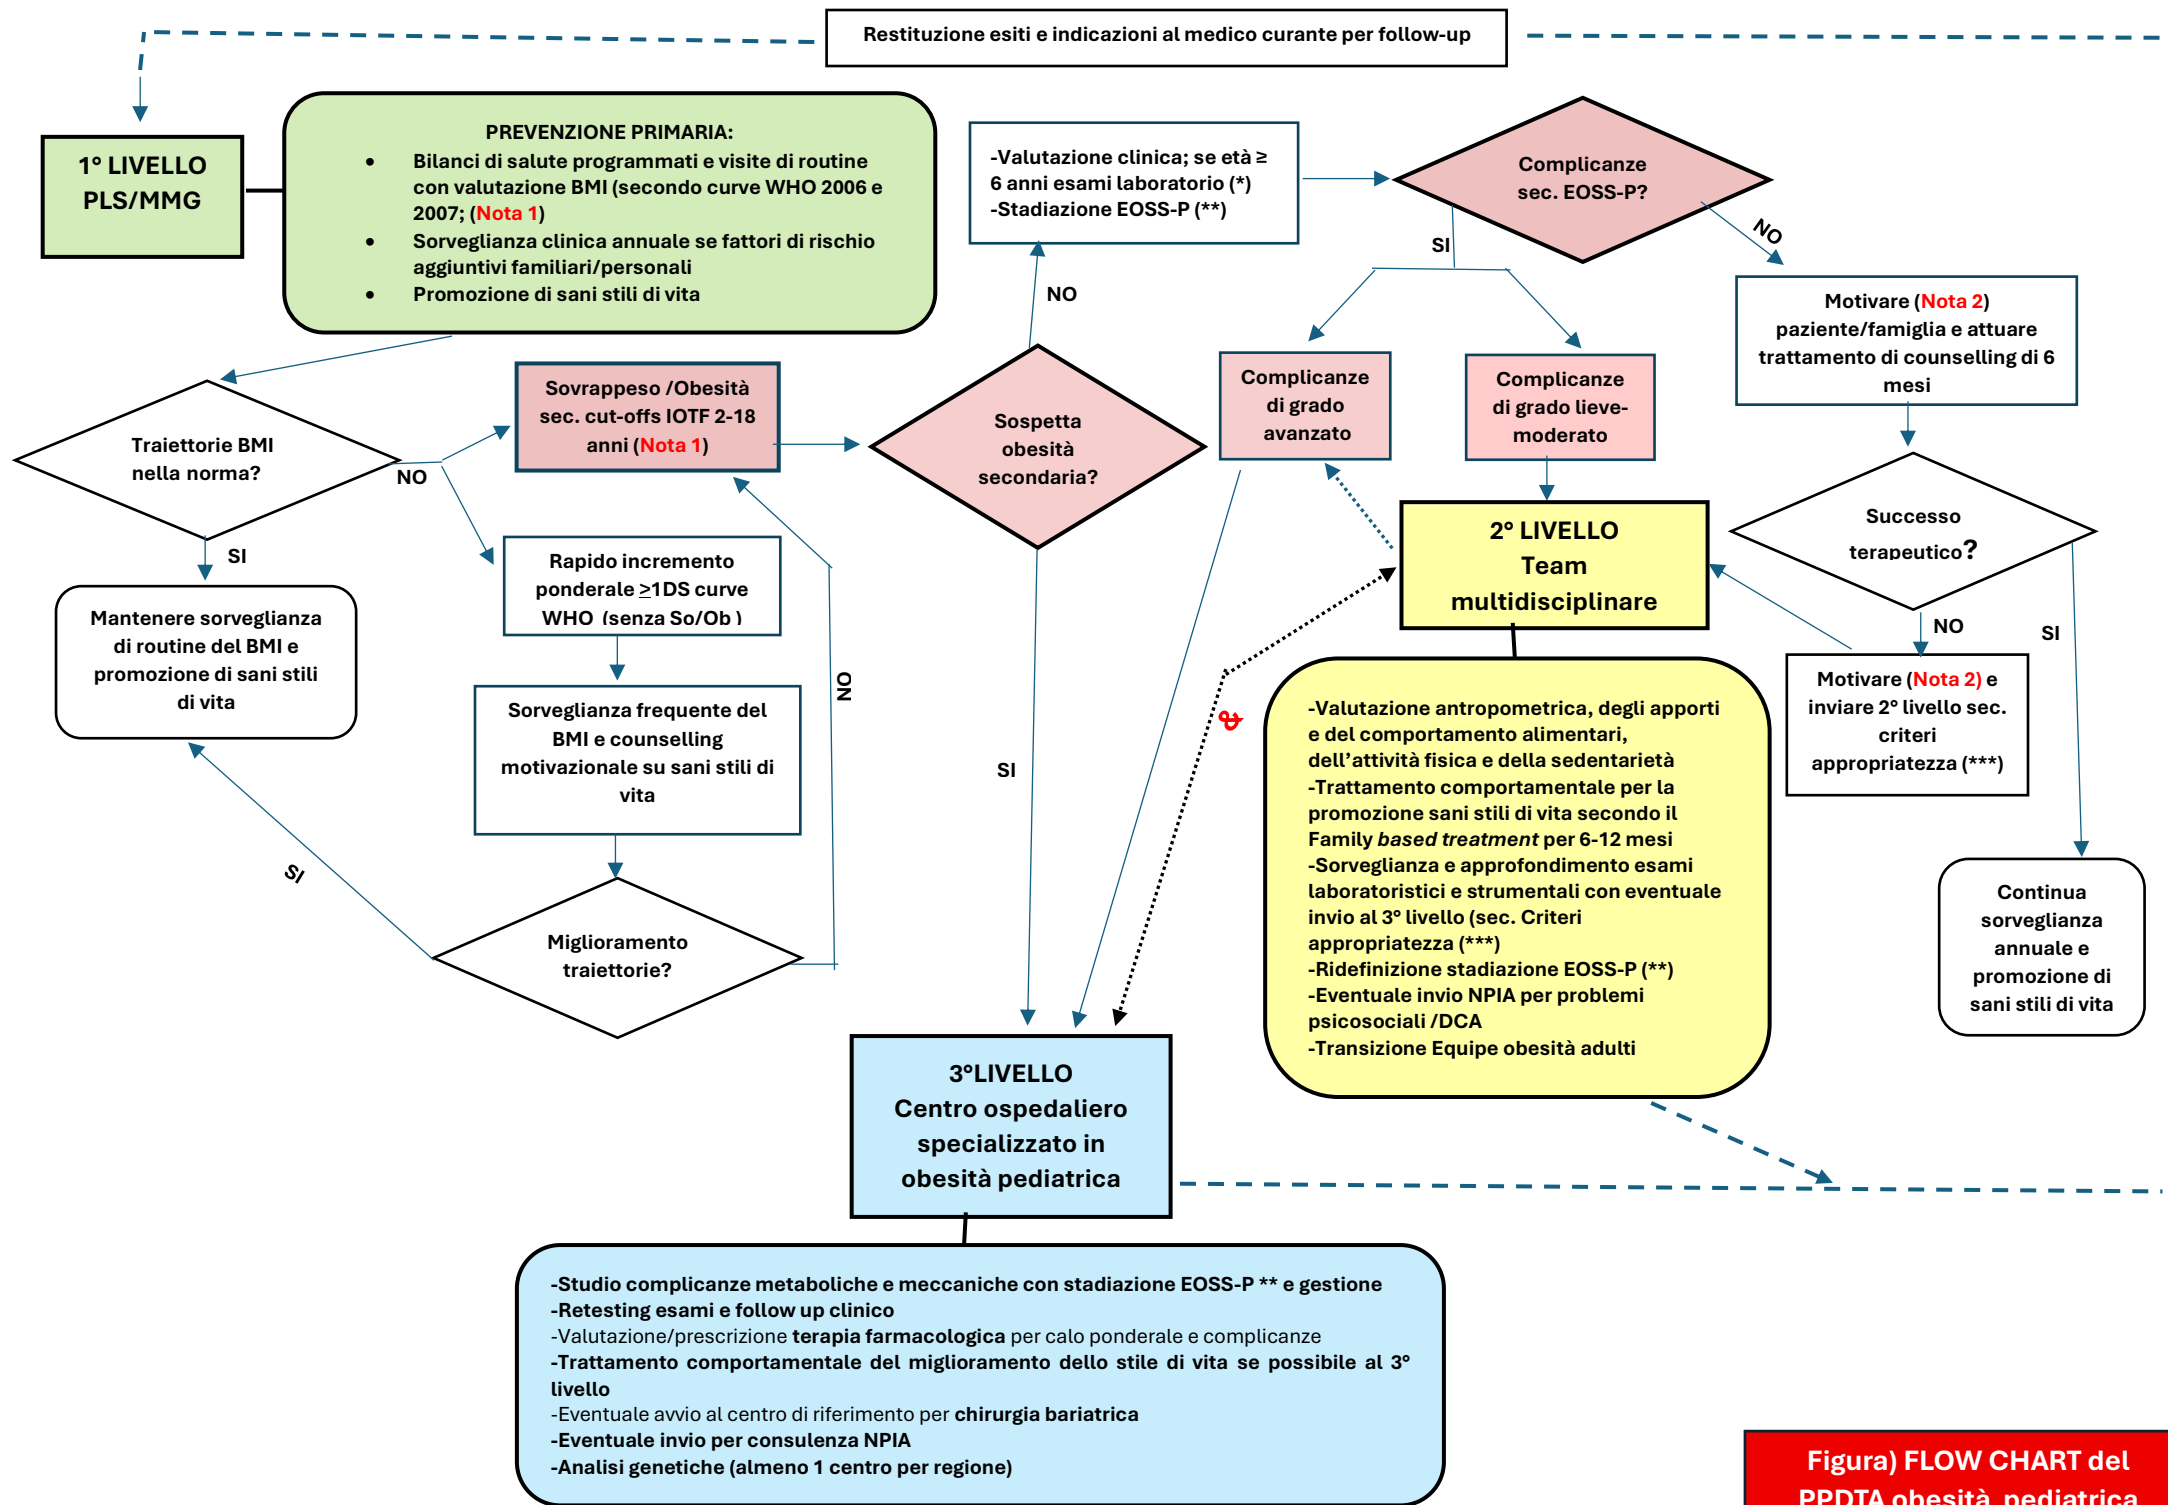 Restituzione esiti e indicazioni al medico curante per follow-up
1° LIVELLO
PLS/MMG
PREVENZIONE PRIMARIA:
• Bilanci di salute programmati e visite di routine
con valutazione BMI (secondo curve WHO 2006 e
2007; (Nota 1)
• Sorveglianza clinica annuale se fattori di rischio
aggiuntivi familiari/personali
• Promozione di sani stili di vita
-Valutazione clinica; se età ≥
6 anni esami laboratorio (*)
-Stadiazione EOSS-P (**)
Complicanze
sec. EOSS-P?
SI
NO
NO
Motivare (Nota 2)
paziente/famiglia e attuare
trattamento di counselling di 6
mesi
Traiettorie BMI
nella norma?
NO
SI
Sovrappeso /Obesità
sec. cut-offs IOTF 2-18
anni (Nota 1)
Sospetta
obesità
secondaria?
Complicanze
di grado
avanzato
Complicanze
di grado lieve-
moderato
Successo
terapeutico?
NO
SI
2° LIVELLO
Team
multidisciplinare
Rapido incremento
ponderale ≥1DS curve
WHO (senza So/Ob )
Mantenere sorveglianza
di routine del BMI e
promozione di sani stili
di vita
Sorveglianza frequente del
BMI e counselling
motivazionale su sani stili di
vita
NO
SI
&
Motivare (Nota 2) e
inviare 2° livello sec.
criteri
appropriatezza (***)
-Valutazione antropometrica, degli apporti
e del comportamento alimentari,
dell’attività fisica e della sedentarietà
-Trattamento comportamentale per la
promozione sani stili di vita secondo il
Family based treatment per 6-12 mesi
-Sorveglianza e approfondimento esami
laboratoristici e strumentali con eventuale
invio al 3° livello (sec. Criteri
appropriatezza (***)
-Ridefinizione stadiazione EOSS-P (**)
-Eventuale invio NPIA per problemi
psicosociali /DCA
-Transizione Equipe obesità adulti
SI
Miglioramento
traiettorie?
Continua
sorveglianza
annuale e
promozione di
sani stili di vita
3°LIVELLO
Centro ospedaliero
specializzato in
obesità pediatrica
-Studio complicanze metaboliche e meccaniche con stadiazione EOSS-P ** e gestione
-Retesting esami e follow up clinico
-Valutazione/prescrizione terapia farmacologica per calo ponderale e complicanze
-Trattamento comportamentale del miglioramento dello stile di vita se possibile al 3°
livello
-Eventuale avvio al centro di riferimento per chirurgia bariatrica
-Eventuale invio per consulenza NPIA
-Analisi genetiche (almeno 1 centro per regione)
Figura) FLOW CHART del
PPDTA obesità pediatrica